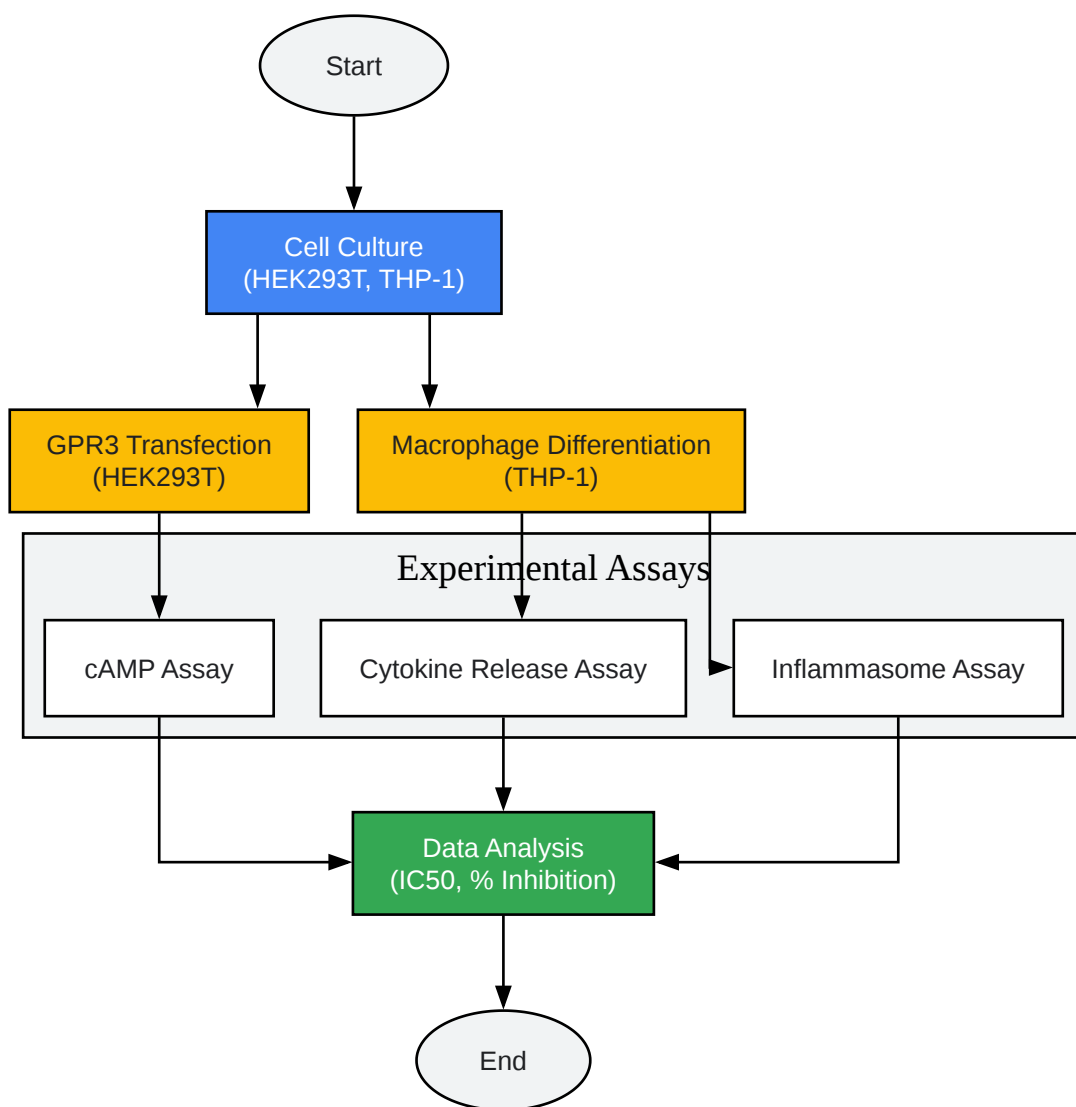 Start
Cell Culture
(HEK293T, THP-1)
GPR3 Transfection
(HEK293T)
Macrophage Differentiation
(THP-1)
Experimental Assays
cAMP Assay
Cytokine Release Assay
Inflammasome Assay
Data Analysis
(IC50, % Inhibition)
End